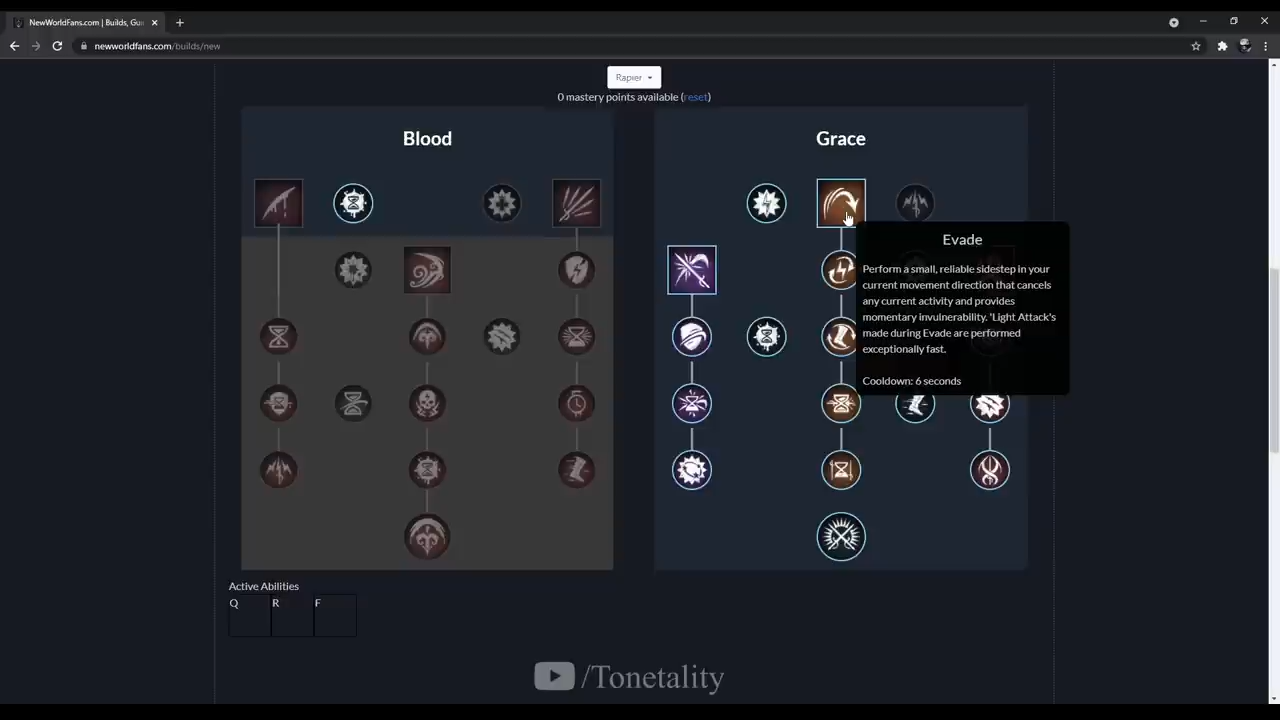 NewWorldFans.com | Builds, Gu
newworldfans.com/builds/new
Rapier
0 mastery points available (reset)
Blood
Grace
Evade
Perform a small, reliable sidestep in your
current movement direction that cancels
any current activity and provides
momentary invulnerability. 'Light Attack's
made during Evade are performed
exceptionally fast.
Cooldown: 6 seconds
Active Abilities
Q
R
F
/Tonetality